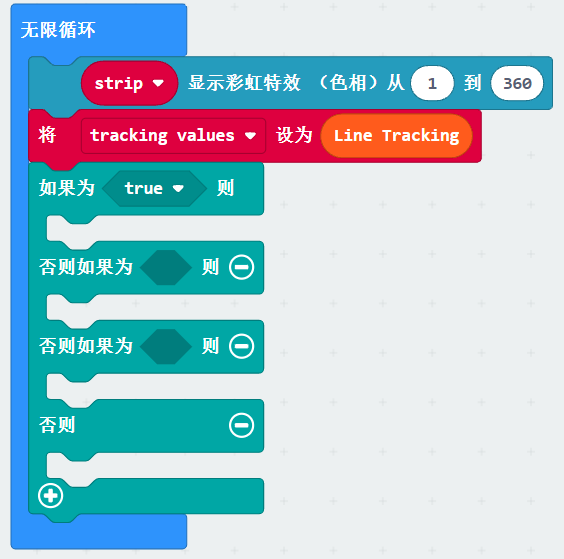 无限循环
strip 显示彩虹特效 （色相）从 1 到 360
将 tracking values 设为 Line Tracking
如果为 true 则
否则如果为 则
否则如果为 则
否则